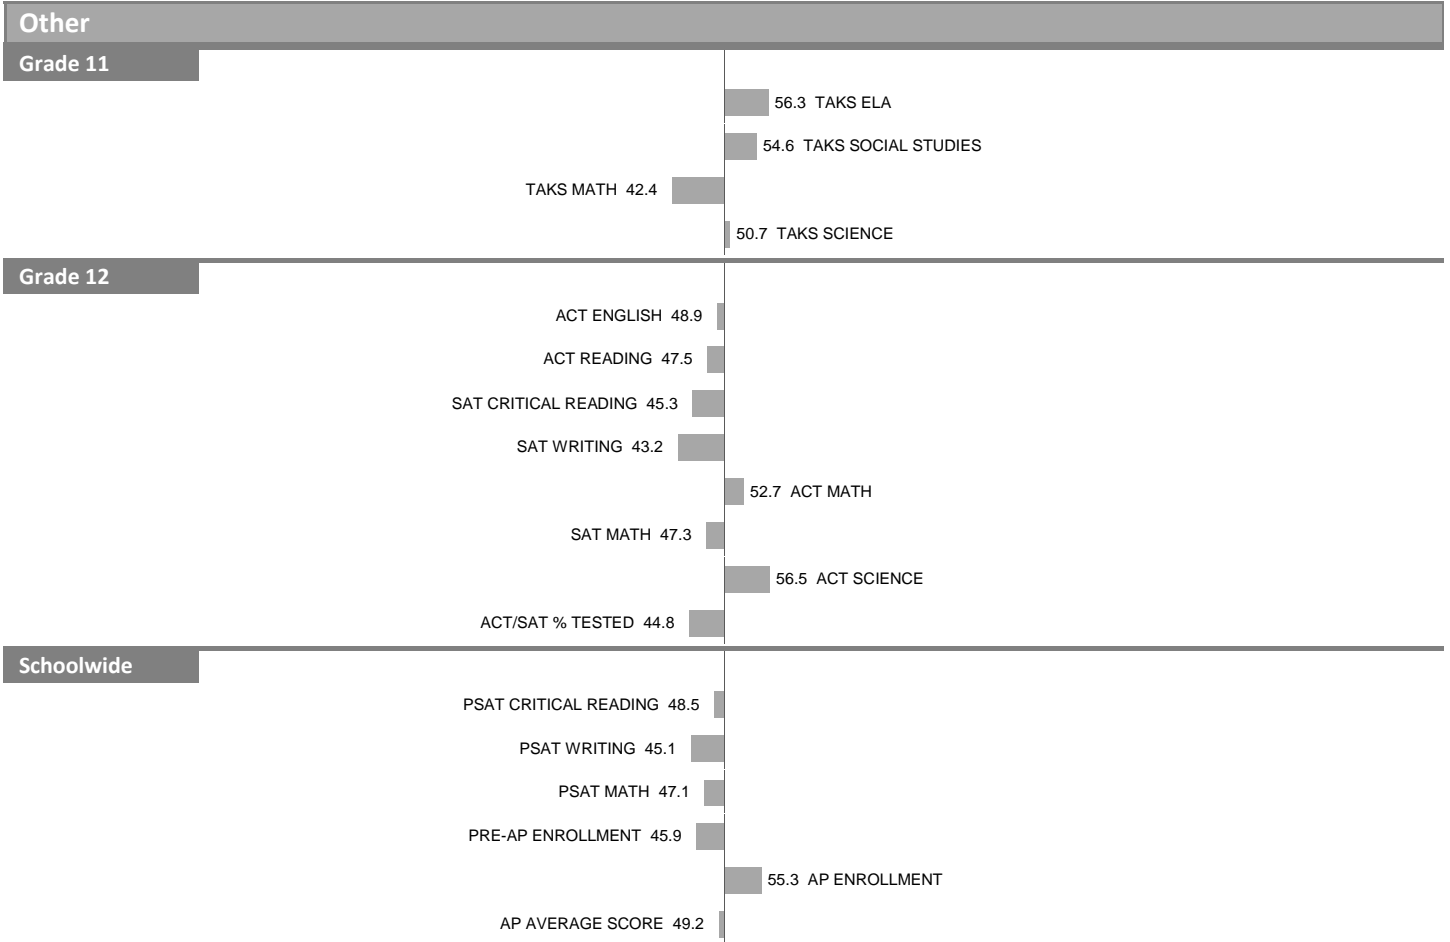 Other
Grade 11
56.3 TAKS ELA
54.6 TAKS SOCIAL STUDIES
TAKS MATH 42.4
50.7 TAKS SCIENCE
Grade 12
ACT ENGLISH 48.9
ACT READING 47.5
SAT CRITICAL READING 45.3
SAT WRITING 43.2
52.7 ACT MATH
SAT MATH 47.3
56.5 ACT SCIENCE
ACT/SAT % TESTED 44.8
Schoolwide
PSAT CRITICAL READING 48.5
PSAT WRITING 45.1
PSAT MATH 47.1
PRE-AP ENROLLMENT 45.9
55.3 AP ENROLLMENT
AP AVERAGE SCORE 49.2